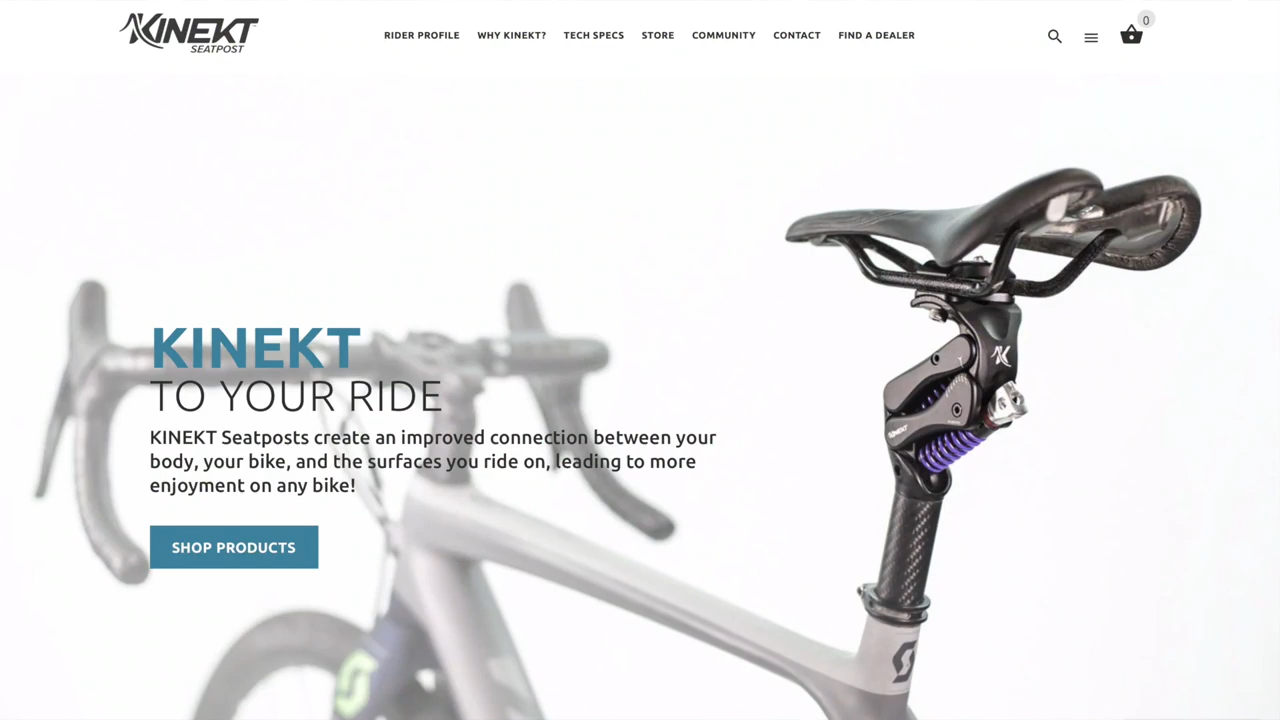 KINEKT
SEATPOST
RIDER PROFILE WHY KINEKT? TECH SPECS STORE COMMUNITY CONTACT FIND A DEALER
0
KINEKT
TO YOUR RIDE
KINEKT Seatposts create an improved connection between your
body, your bike, and the surfaces you ride on, leading to more
enjoyment on any bike!
SHOP PRODUCTS
KINEKT